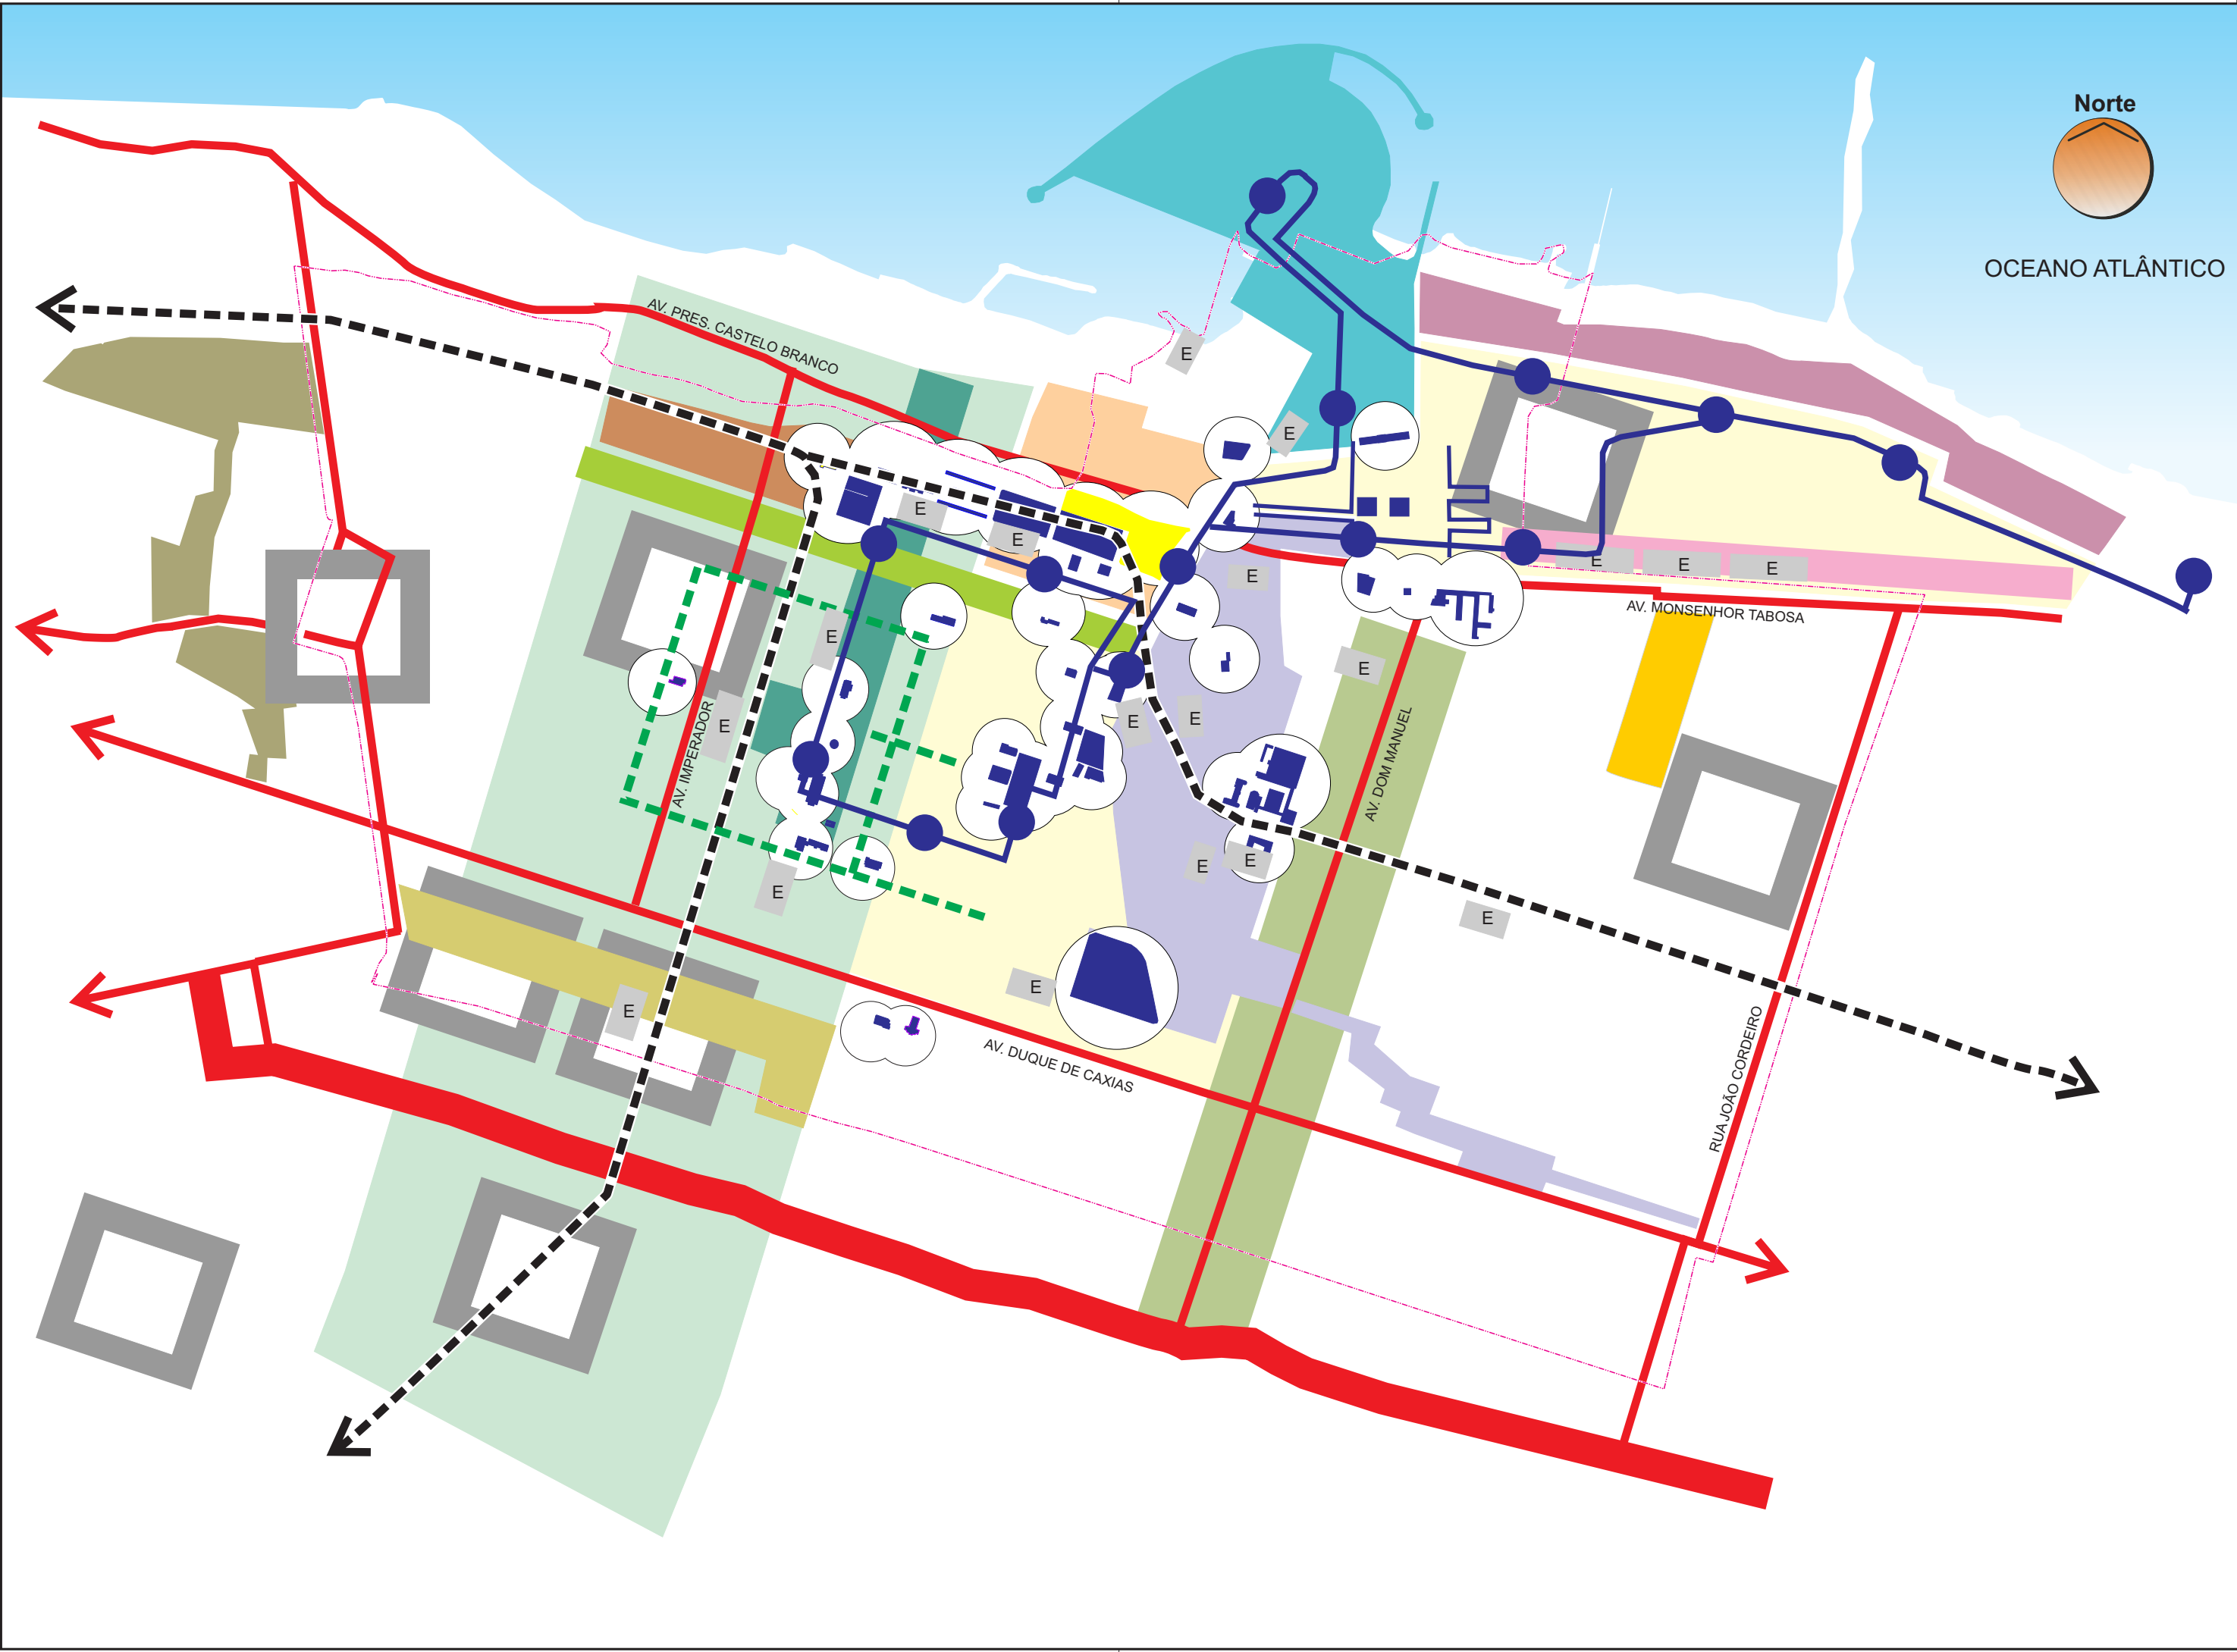 Norte
OCEANO ATLÂNTICO
AV. PRES. CASTELO BRANCO
E
E
E
E
E
E
E
E
AV. MONSENHOR TABOSA
E
E
E
E
E
AV. IMPERADOR
AV. DOM MANUEL
E
E
E
E
E
E
AV. DUQUE DE CAXIAS
RUA JOÃO CORDEIRO